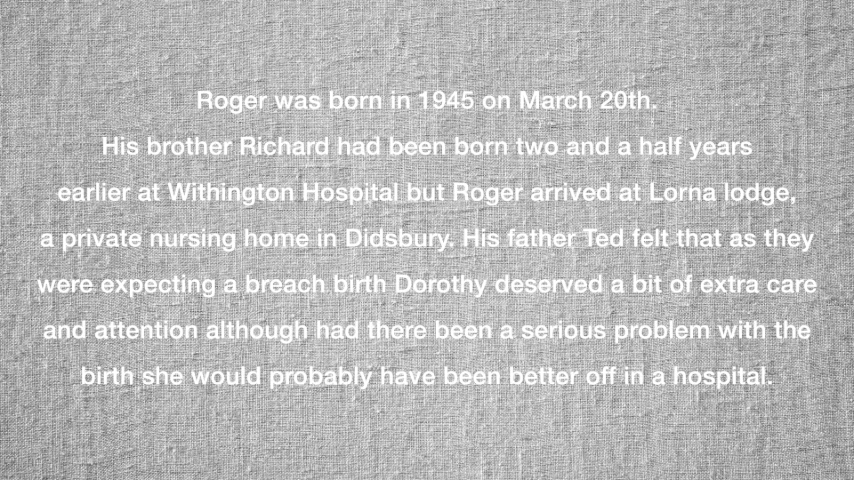 Roger was born in 1945 on March 20th.
His brother Richard had been born two and a half years
earlier at Withington Hospital but Roger arrived at Lorna lodge,
a private nursing home in Didsbury. His father Ted felt that as they
were expecting a breach birth Dorothy deserved a bit of extra care
and attention although had there been a serious problem with the
birth she would probably have been better off in a hospital.